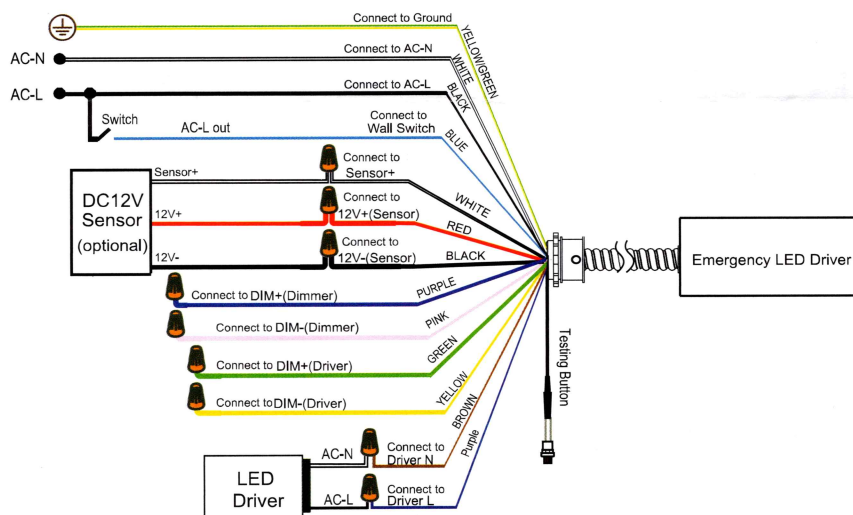 Connect to Ground
YELLOW/GREEN
AC-N
Connect to AC-N
WHITE
AC-L
Connect to AC-L
BLACK
Switch
AC-L out
Connect to
Wall Switch
BLUE
DC12V
Sensor
(optional)
Sensor+
Connect to
Sensor+
WHITE
12V+
Connect to
12V+(Sensor)
RED
12V-
Connect to
12V-(Sensor)
BLACK
Connect to DIM+(Dimmer)
PURPLE
Connect to DIM-(Dimmer)
PINK
Connect to DIM+(Driver)
GREEN
Connect to DIM-(Driver)
YELLOW
BROWN
Purple
LED
Driver
AC-N
Connect to
Driver N
AC-L
Connect to
Driver L
Testing Button
Emergency LED Driver